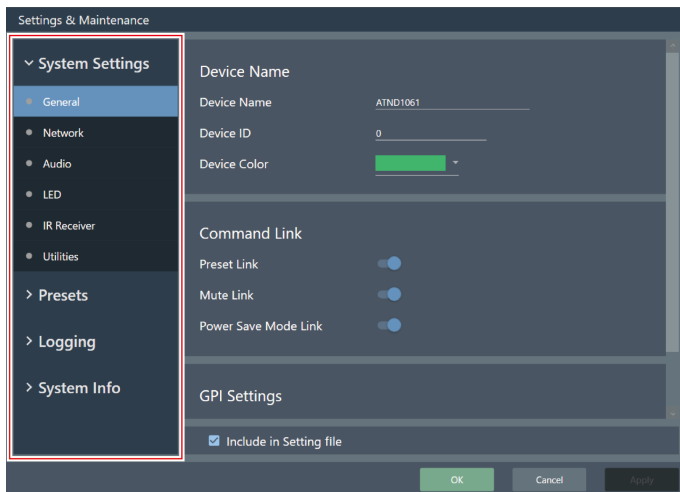 Settings & Maintenance
System Settings
General
Network
Audio
LED
IR Receiver
Utilities
Presets
Logging
System Info
Device Name
Device Name ATND1061
Device ID 0
Device Color
Command Link
Preset Link
Mute Link
Power Save Mode Link
GPI Settings
Include in Setting file
OK Cancel Apply